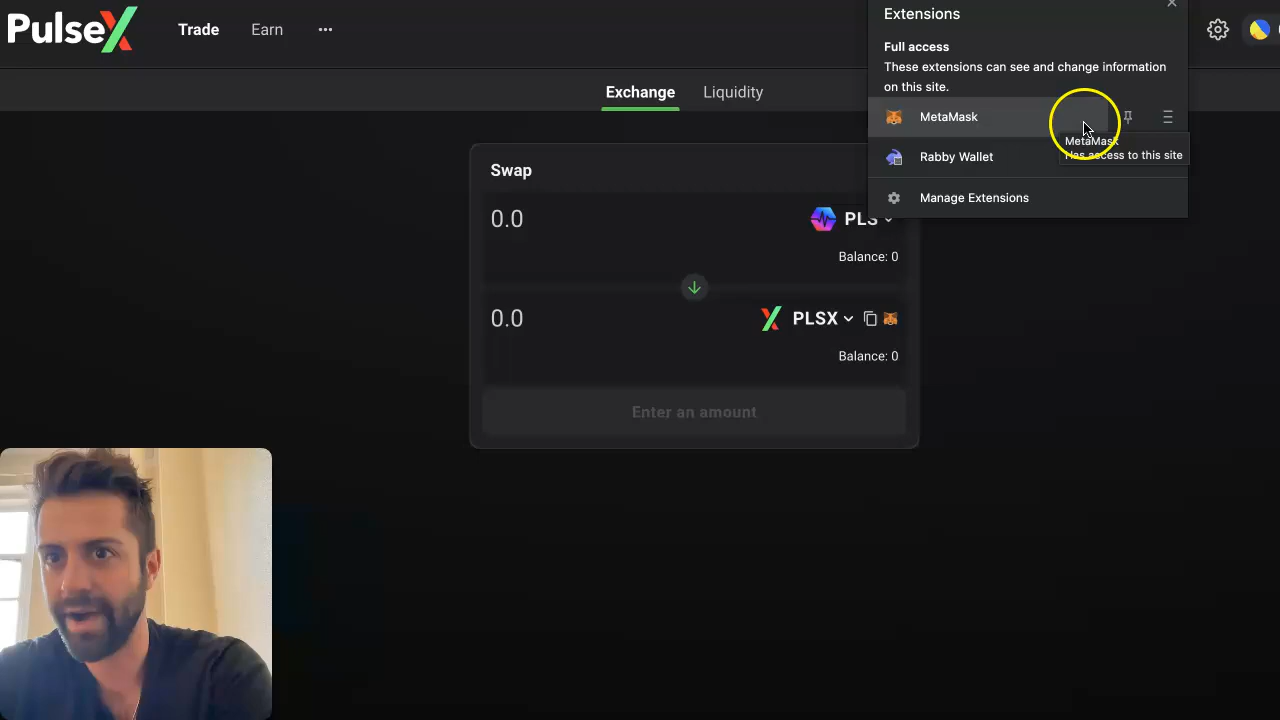 PulseX
Trade
Earn
Exchange
Liquidity
Extensions
Full access
These extensions can see and change information
on this site.
MetaMask
MetaMask
Has access to this site
Rabby Wallet
Manage Extensions
Swap
0.0
PLS
Balance: 0
0.0
PLSX
Balance: 0
Enter an amount